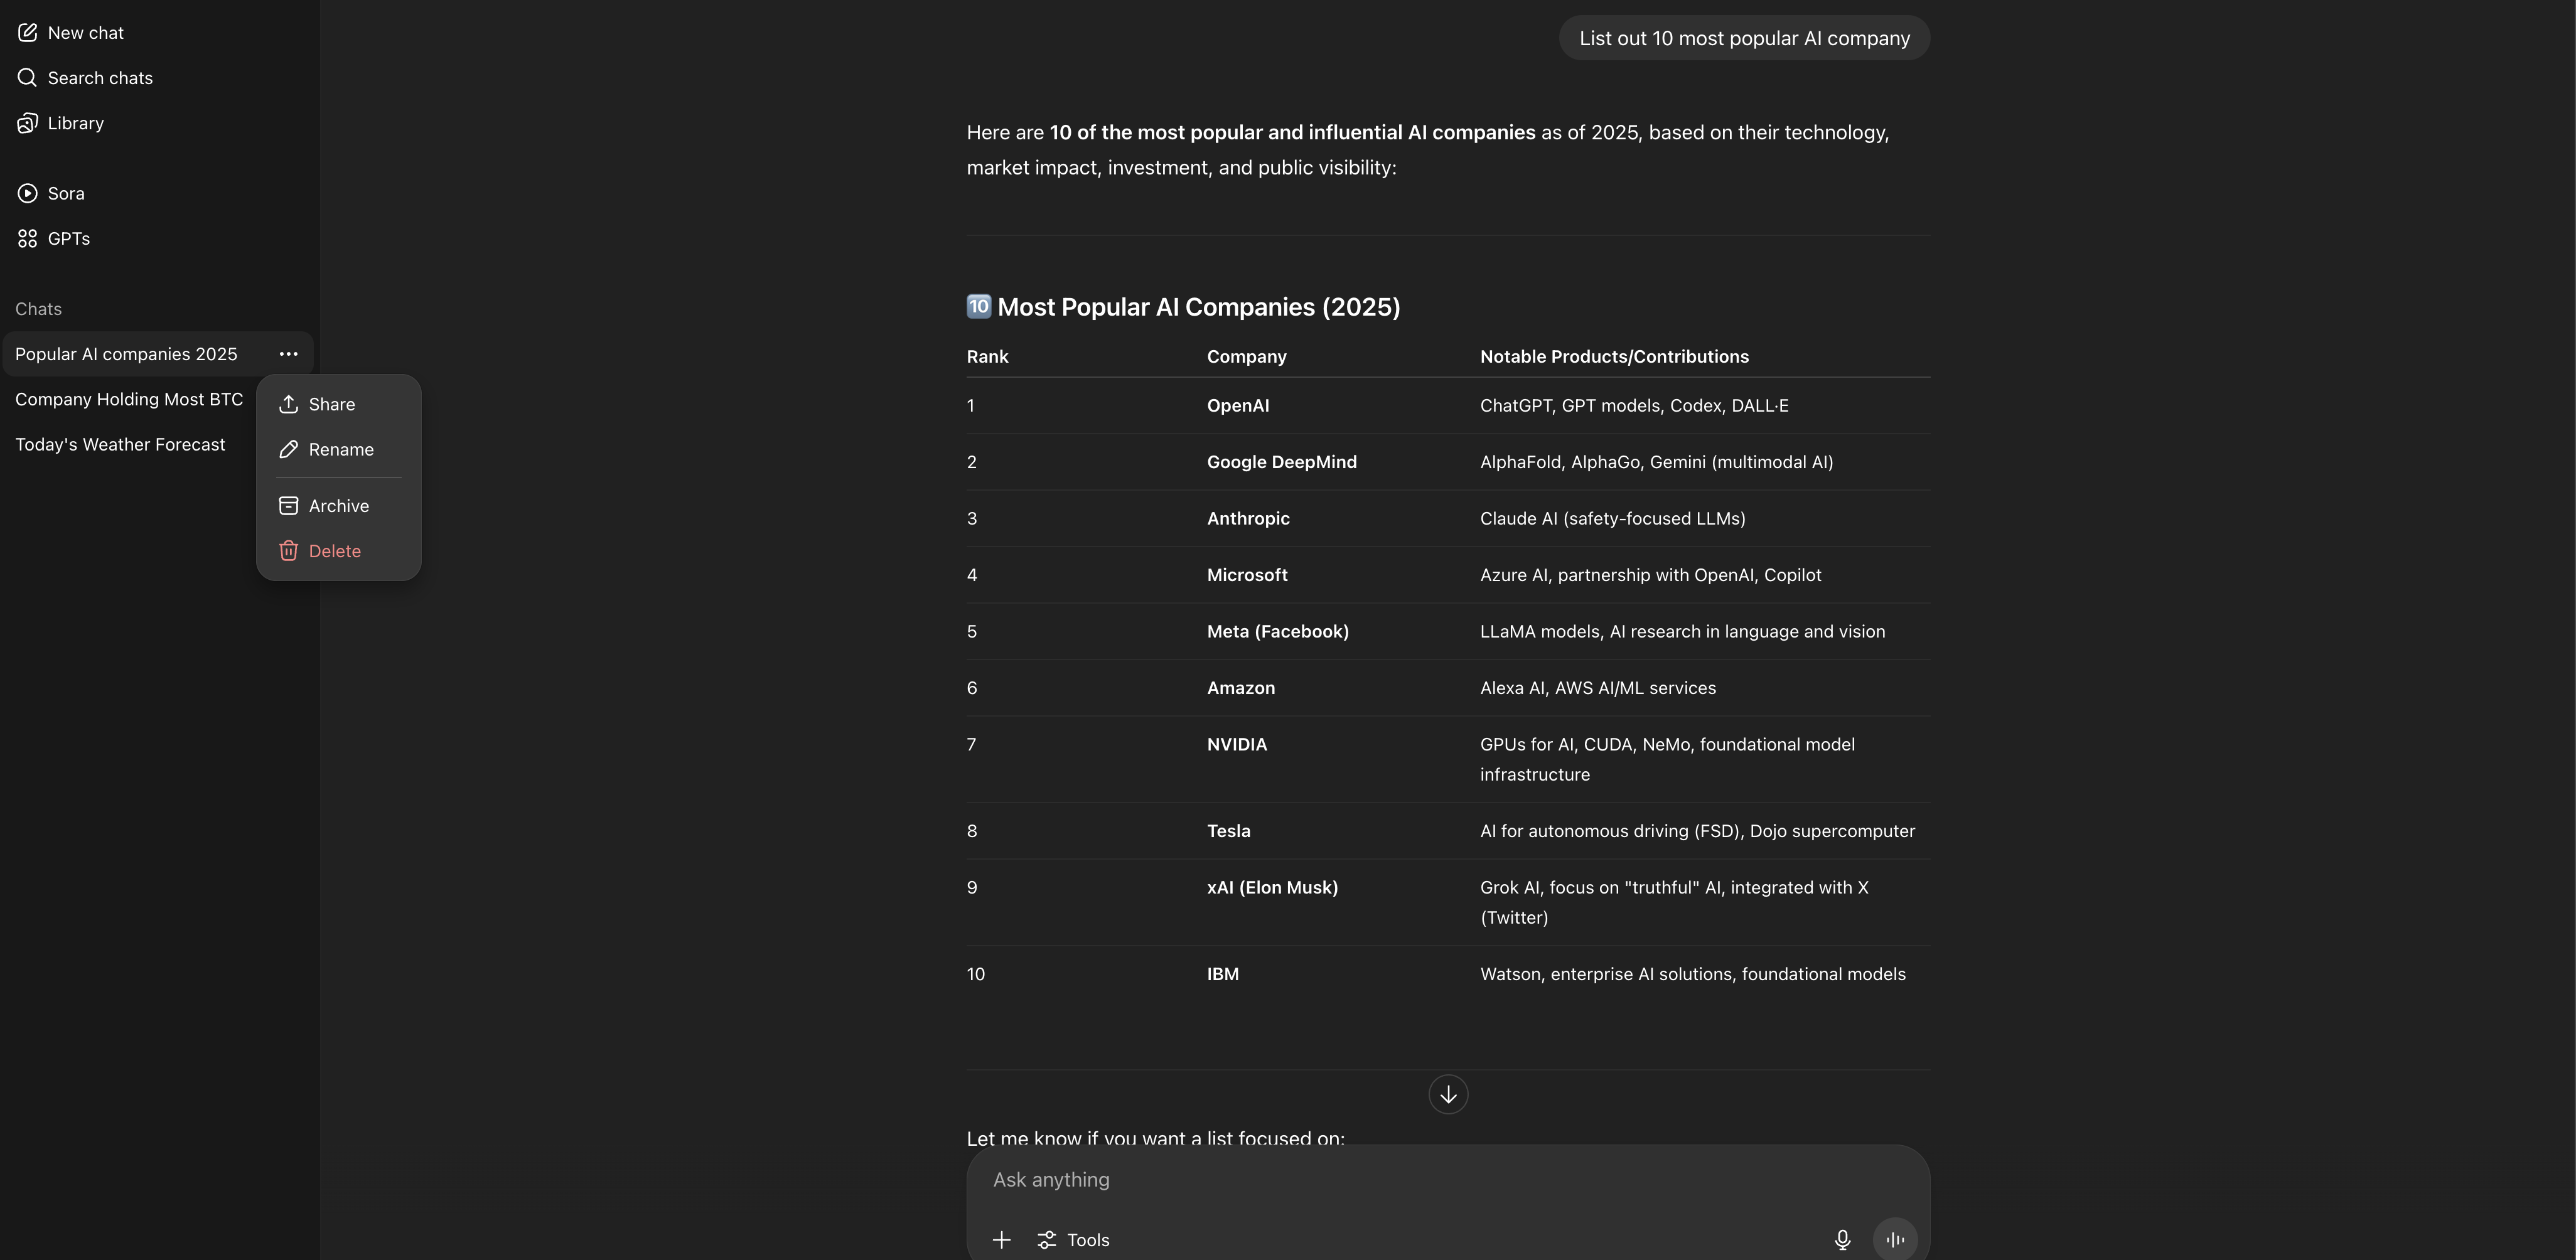 New chat
Search chats
Library
Sora
GPTs
Chats
Popular AI companies 2025
Company Holding Most BTC
Today's Weather Forecast
Share
Rename
Archive
Delete
List out 10 most popular AI company
Here are 10 of the most popular and influential AI companies as of 2025, based on their technology,
market impact, investment, and public visibility:
🔟 Most Popular AI Companies (2025)
Rank Company Notable Products/Contributions
1 OpenAI ChatGPT, GPT models, Codex, DALL·E
2 Google DeepMind AlphaFold, AlphaGo, Gemini (multimodal AI)
3 Anthropic Claude AI (safety-focused LLMs)
4 Microsoft Azure AI, partnership with OpenAI, Copilot
5 Meta (Facebook) LLaMA models, AI research in language and vision
6 Amazon Alexa AI, AWS AI/ML services
7 NVIDIA GPUs for AI, CUDA, NeMo, foundational model
infrastructure
8 Tesla AI for autonomous driving (FSD), Dojo supercomputer
9 xAI (Elon Musk) Grok AI, focus on "truthful" AI, integrated with X
(Twitter)
10 IBM Watson, enterprise AI solutions, foundational models
Let me know if you want a list focused on:
Ask anything
Tools